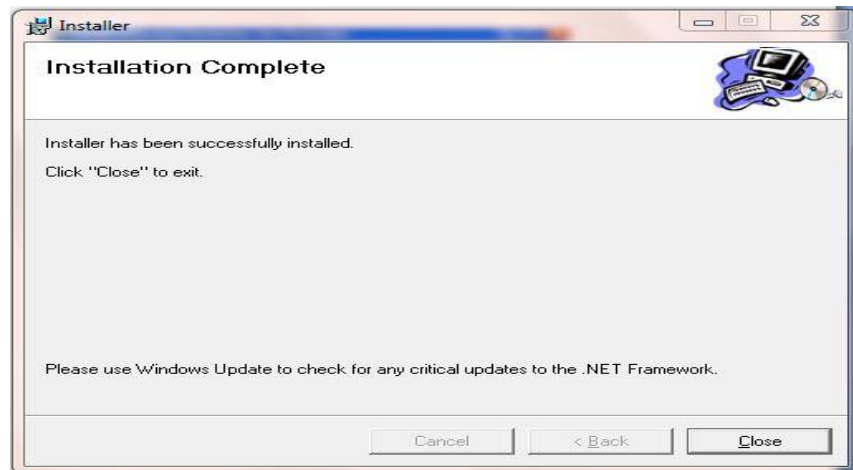 Installer
Installation Complete
Installer has been successfully installed.
Click "Close" to exit.
Please use Windows Update to check for any critical updates to the .NET Framework.
Cancel
< Back
Close